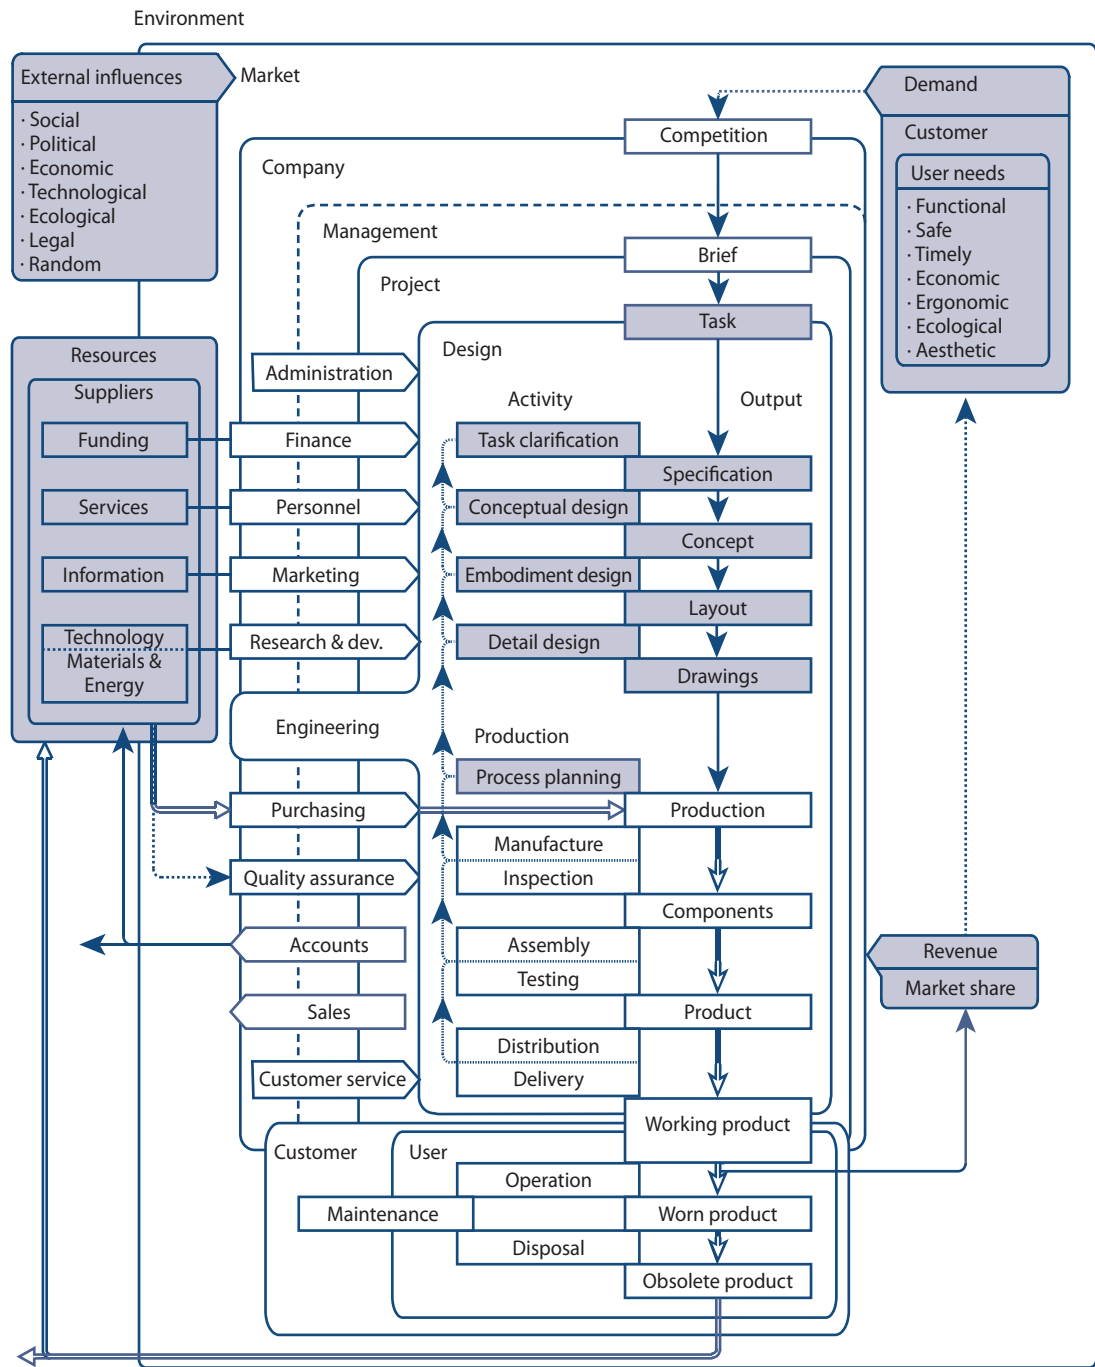 Environment
External influences
Market
· Social
· Political
· Economic
· Technological
· Ecological
· Legal
· Random
Demand
Customer
User needs
· Functional
· Safe
· Timely
· Economic
· Ergonomic
· Ecological
· Aesthetic
Competition
Company
Management
Brief
Project
Task
Design
Resources
Suppliers
Funding
Services
Information
Technology
Materials &
Energy
Administration
Finance
Personnel
Marketing
Research & dev.
Engineering
Purchasing
Quality assurance
Accounts
Sales
Customer service
Activity
Output
Task clarification
Specification
Conceptual design
Concept
Embodiment design
Layout
Detail design
Drawings
Production
Process planning
Production
Manufacture
Inspection
Components
Assembly
Testing
Product
Distribution
Delivery
Working product
Revenue
Market share
Customer
User
Operation
Maintenance
Worn product
Disposal
Obsolete product